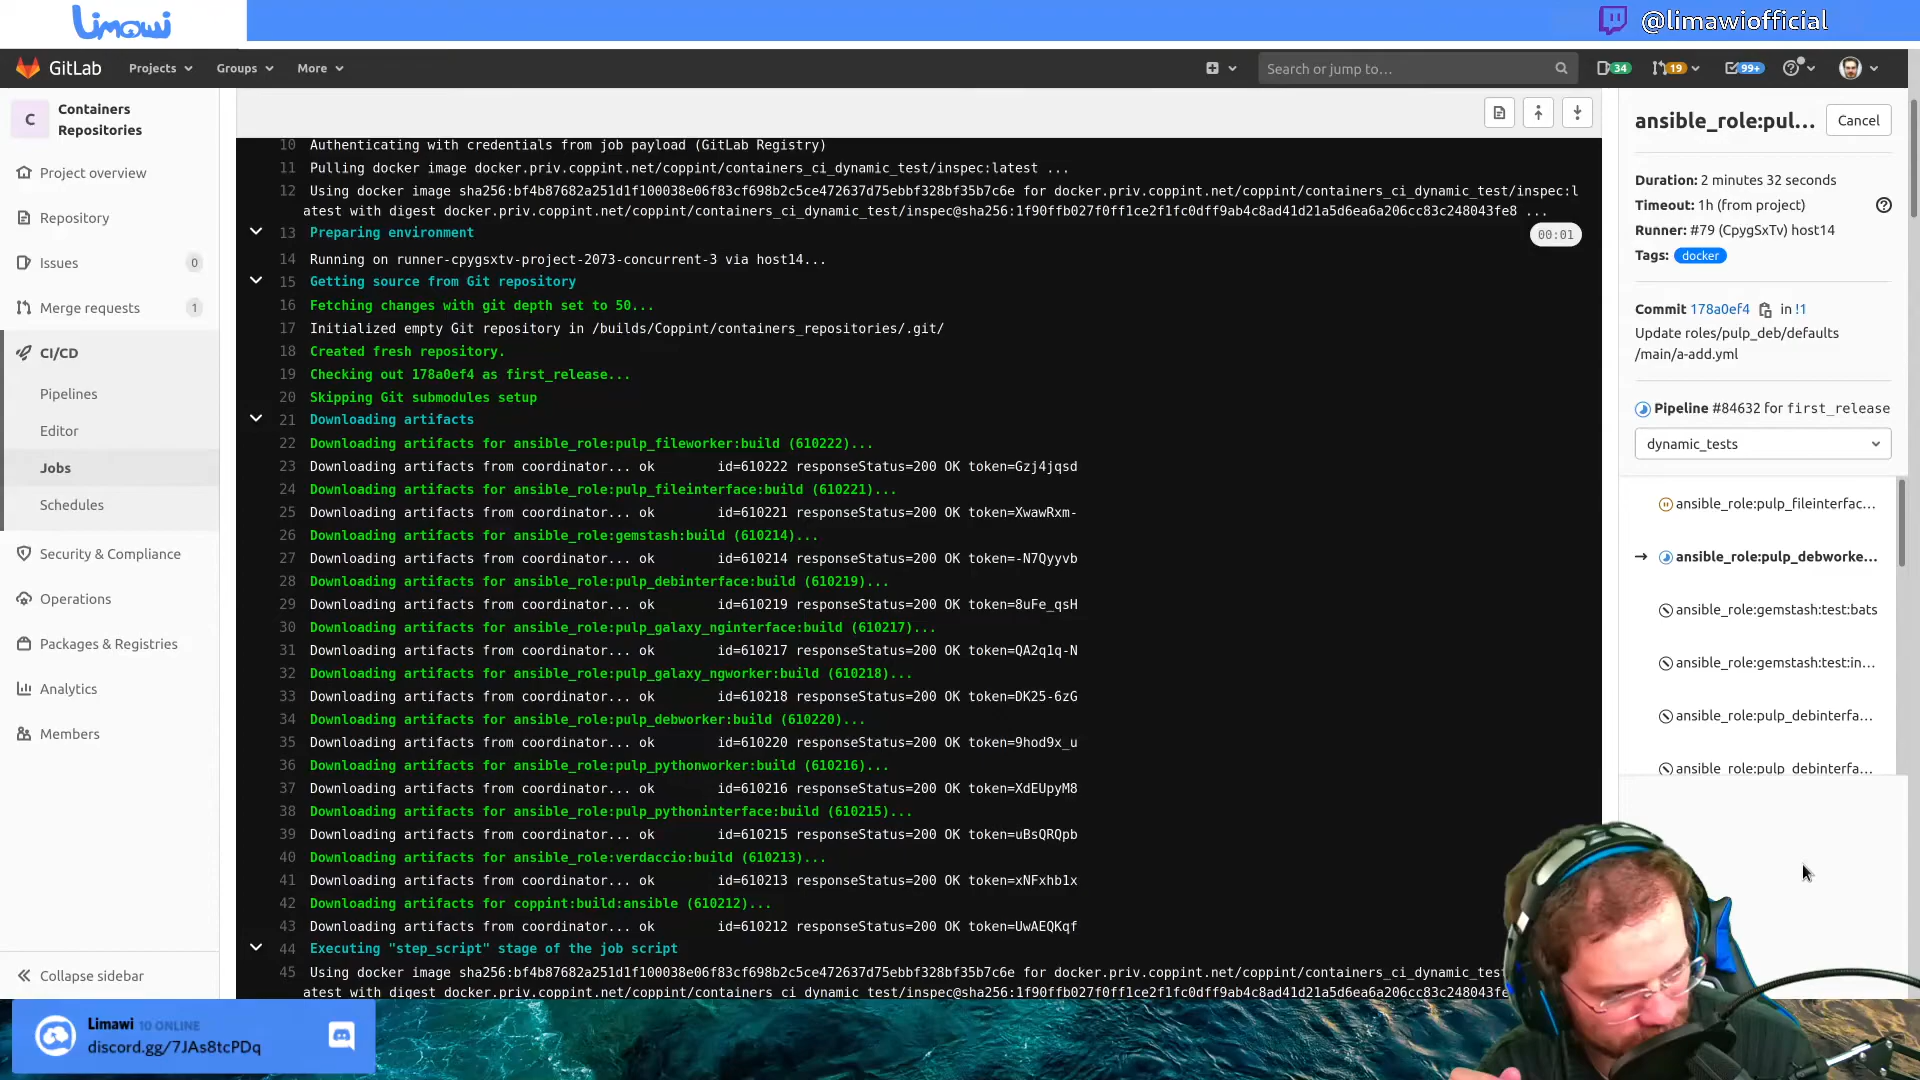 Limawi
@limawiofficial
GitLab
Projects
Groups
More
Search or jump to...
34
19
99+
C
Containers
Repositories
Project overview
Repository
Issues
0
Merge requests
1
CI/CD
Pipelines
Editor
Jobs
Schedules
Security & Compliance
Operations
Packages & Registries
Analytics
Members
Collapse sidebar
10 Authenticating with credentials from job payload (GitLab Registry)
11 Pulling docker image docker.priv.coppint.net/coppint/containers_ci_dynamic_test/inspec:latest ...
12 Using docker image sha256:bf4b87682a251d1f100038e06f83cf698b2c5ce472637d75ebbf328bf35b7c6e for docker.priv.coppint.net/coppint/containers_ci_dynamic_test/inspec:l
atest with digest docker.priv.coppint.net/coppint/containers_ci_dynamic_test/inspec@sha256:1f90ffb027f0ff1ce2f1fc0dff9ab4c8ad41d21a5d6ea6a206cc83c248043fe8 ...
13 Preparing environment
00:01
14 Running on runner-cpygsxtv-project-2073-concurrent-3 via host14...
15 Getting source from Git repository
16 Fetching changes with git depth set to 50...
17 Initialized empty Git repository in /builds/Coppint/containers_repositories/.git/
18 Created fresh repository.
19 Checking out 178a0ef4 as first_release...
20 Skipping Git submodules setup
21 Downloading artifacts
22 Downloading artifacts for ansible_role:pulp_fileworker:build (610222)...
23 Downloading artifacts from coordinator... ok id=610222 responseStatus=200 OK token=Gzj4jqsd
24 Downloading artifacts for ansible_role:pulp_fileinterface:build (610221)...
25 Downloading artifacts from coordinator... ok id=610221 responseStatus=200 OK token=XwawRxm-
26 Downloading artifacts for ansible_role:gemstash:build (610214)...
27 Downloading artifacts from coordinator... ok id=610214 responseStatus=200 OK token=-N7Qyyvb
28 Downloading artifacts for ansible_role:pulp_debinterface:build (610219)...
29 Downloading artifacts from coordinator... ok id=610219 responseStatus=200 OK token=8uFe_qsH
30 Downloading artifacts for ansible_role:pulp_galaxy_nginterface:build (610217)...
31 Downloading artifacts from coordinator... ok id=610217 responseStatus=200 OK token=QA2q1q-N
32 Downloading artifacts for ansible_role:pulp_galaxy_ngworker:build (610218)...
33 Downloading artifacts from coordinator... ok id=610218 responseStatus=200 OK token=DK25-6zG
34 Downloading artifacts for ansible_role:pulp_debworker:build (610220)...
35 Downloading artifacts from coordinator... ok id=610220 responseStatus=200 OK token=9hod9x_u
36 Downloading artifacts for ansible_role:pulp_pythonworker:build (610216)...
37 Downloading artifacts from coordinator... ok id=610216 responseStatus=200 OK token=XdEUpyM8
38 Downloading artifacts for ansible_role:pulp_pythoninterface:build (610215)...
39 Downloading artifacts from coordinator... ok id=610215 responseStatus=200 OK token=uBsQRQpb
40 Downloading artifacts for ansible_role:verdaccio:build (610213)...
41 Downloading artifacts from coordinator... ok id=610213 responseStatus=200 OK token=xNFxhb1x
42 Downloading artifacts for coppint:build:ansible (610212)...
43 Downloading artifacts from coordinator... ok id=610212 responseStatus=200 OK token=UwAEQKqf
44 Executing "step_script" stage of the job script
45 Using docker image sha256:bf4b87682a251d1f100038e06f83cf698b2c5ce472637d75ebbf328bf35b7c6e for docker.priv.coppint.net/coppint/containers_ci_dynamic_test
atest with digest docker.priv.coppint.net/coppint/containers_ci_dynamic_test/inspec@sha256:1f90ffb027f0ff1ce2f1fc0dff9ab4c8ad41d21a5d6ea6a206cc83c248043fe
ansible_role:pul...
Cancel
Duration: 2 minutes 32 seconds
Timeout: 1h (from project)
Runner: #79 (CpygSxTv) host14
Tags: docker
Commit 178a0ef4 in !1
Update roles/pulp_deb/defaults
/main/a-add.yml
Pipeline #84632 for first_release
dynamic_tests
ansible_role:pulp_fileinterfac...
ansible_role:pulp_debworke...
ansible_role:gemstash:test:bats
ansible_role:gemstash:test:in...
ansible_role:pulp_debinterfa...
ansible_role:pulp_debinterfa...
Limawi 10 ONLINE
discord.gg/7JAs8tcPDq